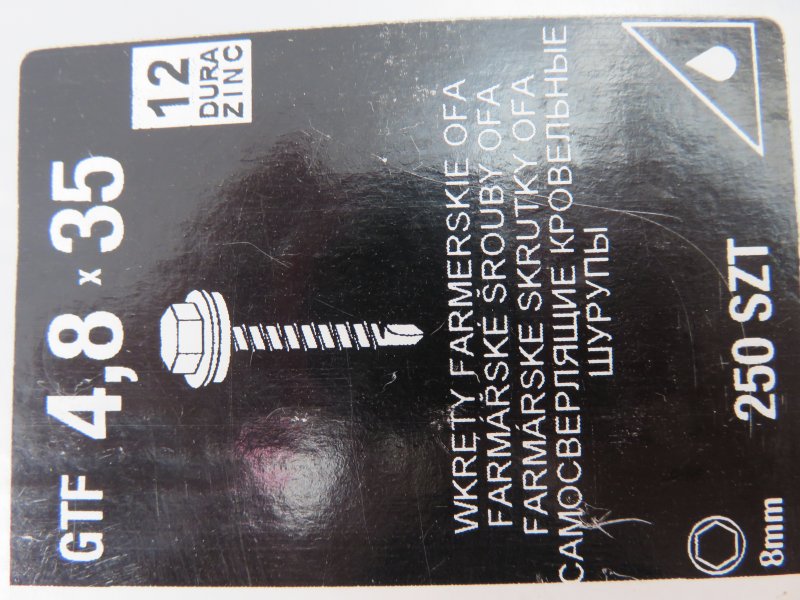 GTF 4,8 x 35
12
DURA
ZINC
WKRĘTY FARMERSKIE OFA
FARMÁRSKÉ ŠROUBY OFA
FARMÁRSKE SKRUTKY OFA
САМОСВЕРЛЯЩИЕ КРОВЕЛЬНЫЕ
ШУРУПЫ
8mm
250 SZT